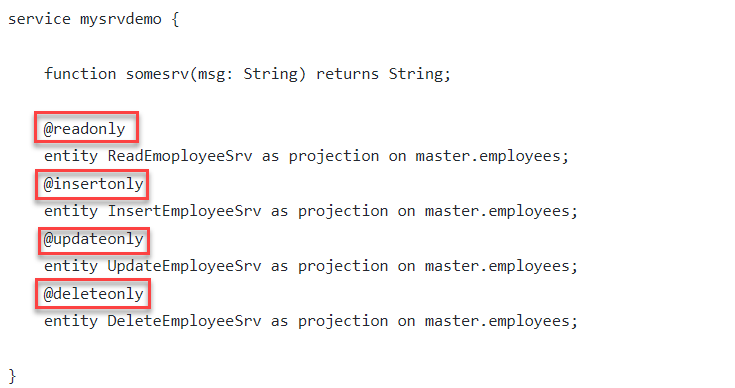 service mysrvdemo {
function somesrv(msg: String) returns String;
@readonly
entity ReadEmoployeeSrv as projection on master.employees;
@insertonly
entity InsertEmployeeSrv as projection on master.employees;
@updateonly
entity UpdateEmployeeSrv as projection on master.employees;
@deleteonly
entity DeleteEmployeeSrv as projection on master.employees;
}